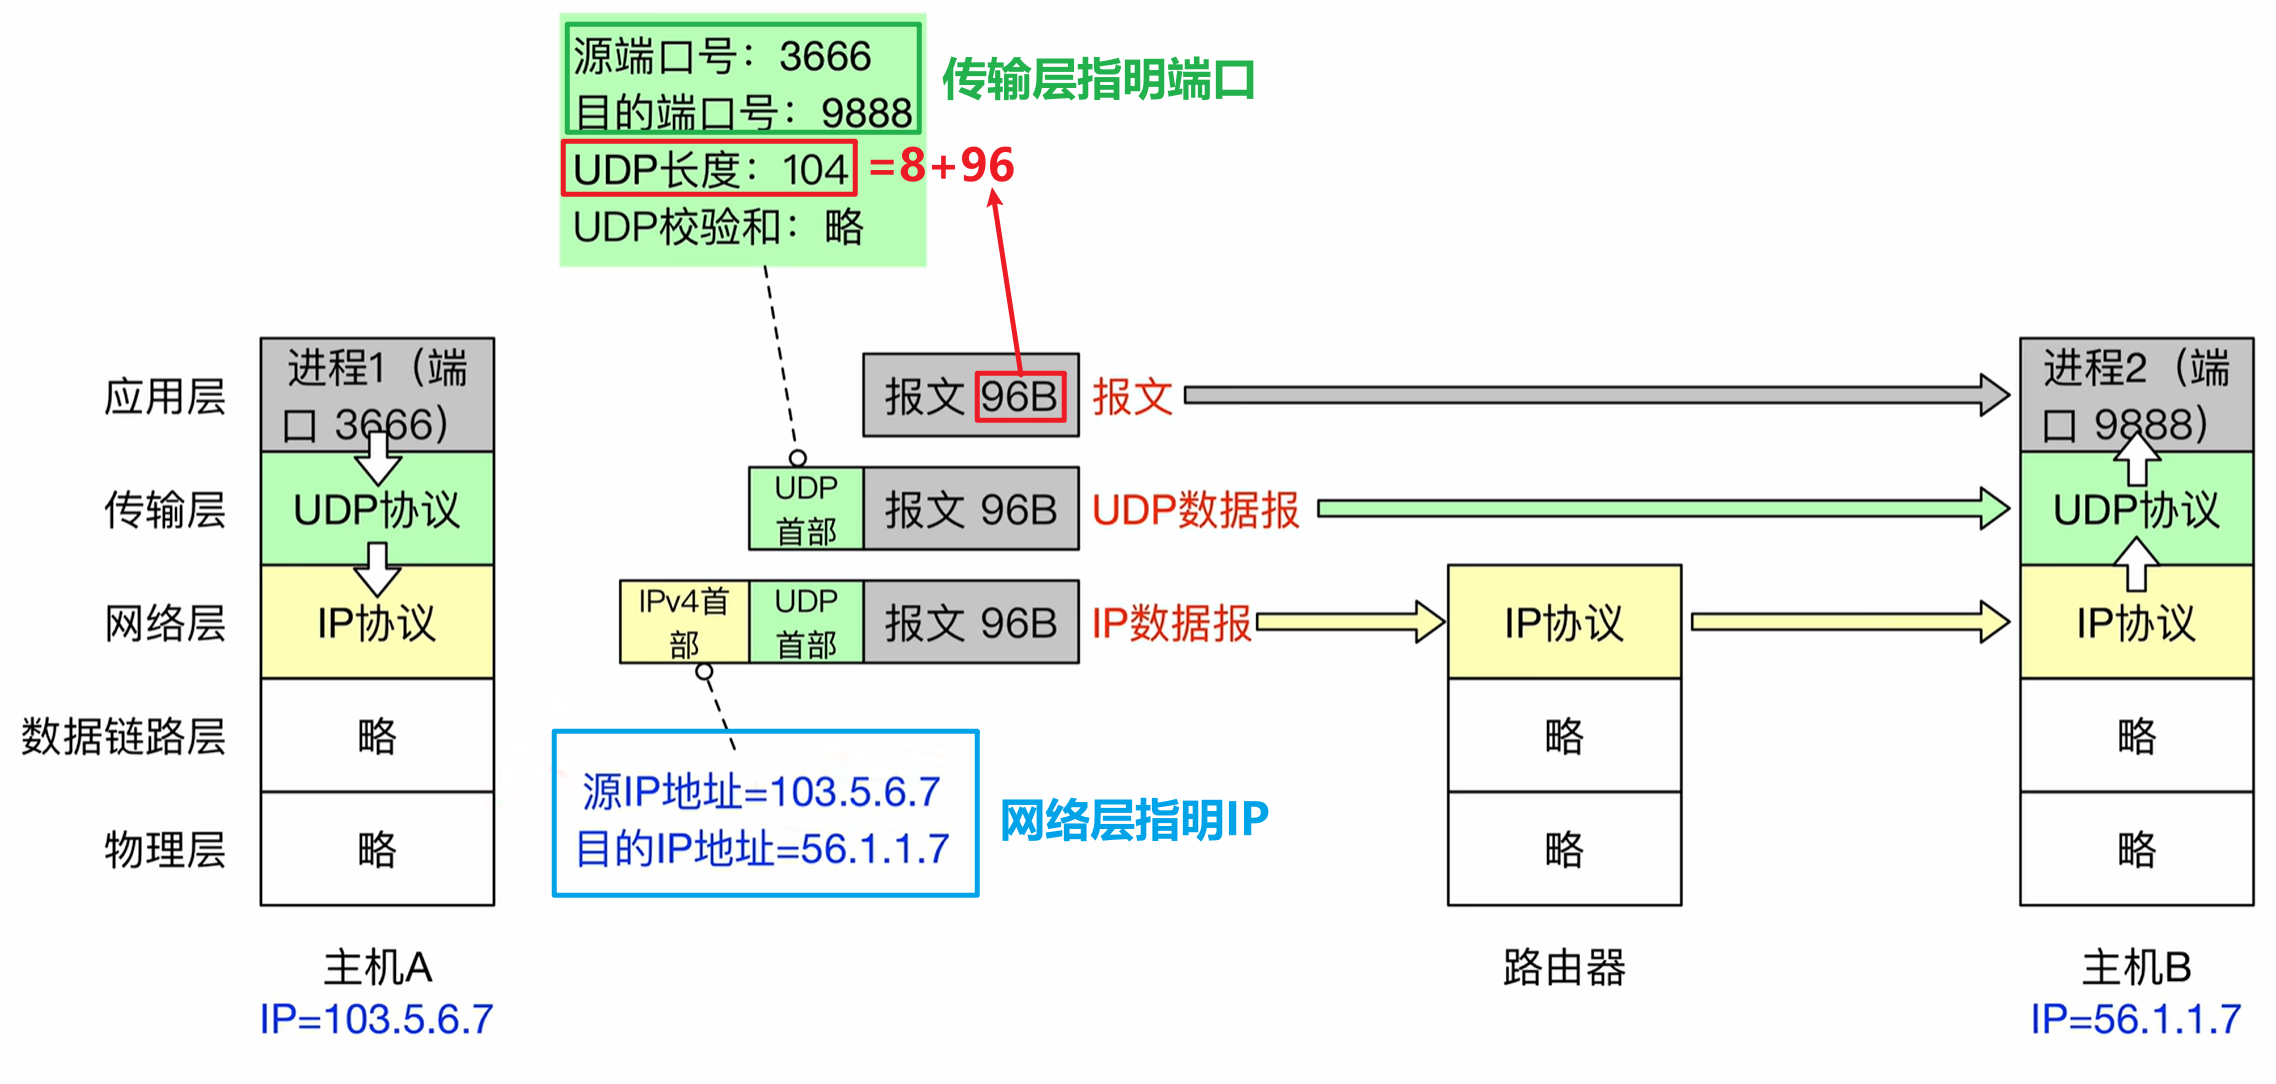 源端口号：3666
目的端口号：9888
传输层指明端口
UDP长度：104
=8+96
UDP校验和：略
应用层
进程1（端
口 3666）
报文 96B
报文
进程2（端
口 9888）
传输层
UDP协议
UDP
首部
报文 96B
UDP数据报
UDP协议
网络层
IP协议
IPv4首
部
UDP
首部
报文 96B
IP数据报
IP协议
IP协议
数据链路层
略
略
略
源IP地址=103.5.6.7
目的IP地址=56.1.1.7
网络层指明IP
物理层
略
略
略
主机A
IP=103.5.6.7
路由器
主机B
IP=56.1.1.7